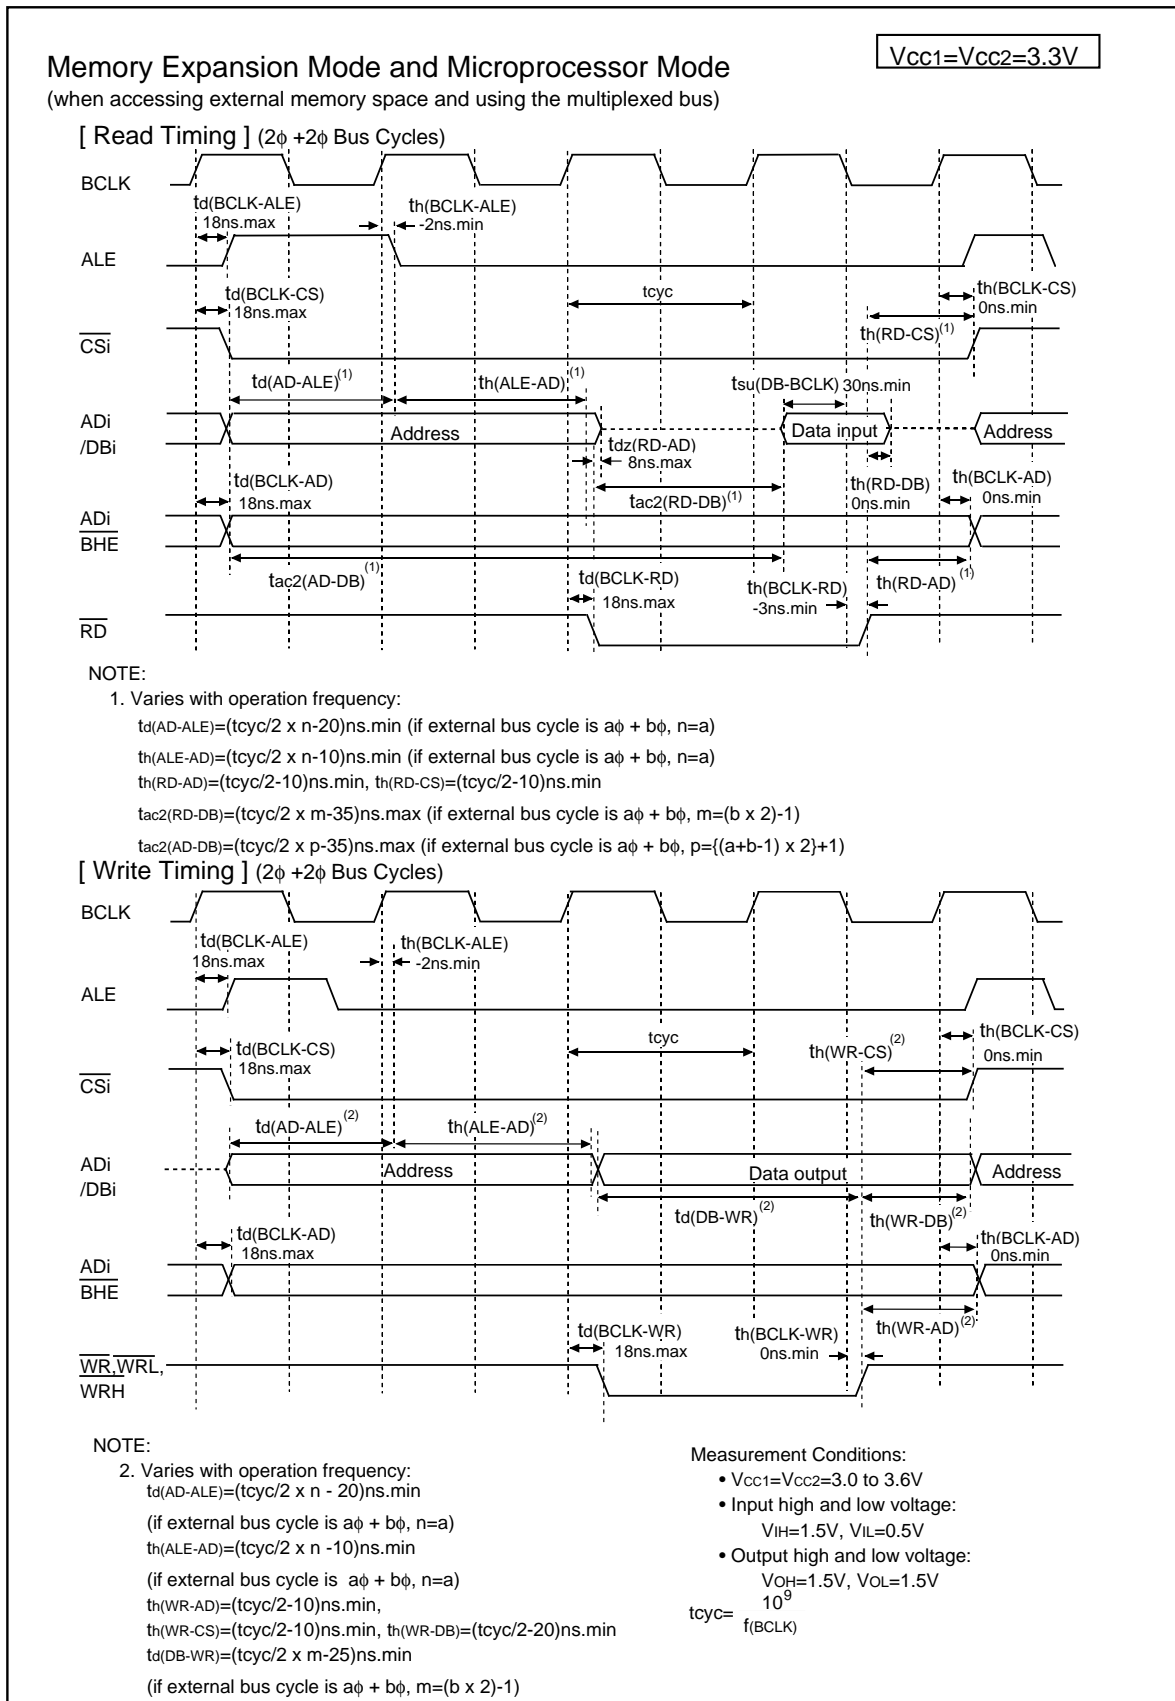 Vcc1=Vcc2=3.3V
Memory Expansion Mode and Microprocessor Mode
(when accessing external memory space and using the multiplexed bus)
[ Read Timing ] (2ϕ +2ϕ Bus Cycles)
BCLK
td(BCLK-ALE)
18ns.max
th(BCLK-ALE)
-2ns.min
ALE
td(BCLK-CS)
18ns.max
tcyc
th(BCLK-CS)
0ns.min
th(RD-CS)(1)
CSi
td(AD-ALE)(1)
th(ALE-AD)(1)
tsu(DB-BCLK) 30ns.min
ADi
/DBi
Address
Data input
Address
tdz(RD-AD)
8ns.max
td(BCLK-AD)
18ns.max
tac2(RD-DB)(1)
th(RD-DB)
0ns.min
th(BCLK-AD)
0ns.min
ADi
BHE
tac2(AD-DB)(1)
td(BCLK-RD)
18ns.max
th(BCLK-RD)
-3ns.min
th(RD-AD)(1)
RD
NOTE:
1. Varies with operation frequency:
td(AD-ALE)=(tcyc/2 x n-20)ns.min (if external bus cycle is aϕ + bϕ, n=a)
th(ALE-AD)=(tcyc/2 x n-10)ns.min (if external bus cycle is aϕ + bϕ, n=a)
th(RD-AD)=(tcyc/2-10)ns.min, th(RD-CS)=(tcyc/2-10)ns.min
tac2(RD-DB)=(tcyc/2 x m-35)ns.max (if external bus cycle is aϕ + bϕ, m=(b x 2)-1)
tac2(AD-DB)=(tcyc/2 x p-35)ns.max (if external bus cycle is aϕ + bϕ, p={(a+b-1) x 2}+1)
[ Write Timing ] (2ϕ +2ϕ Bus Cycles)
BCLK
td(BCLK-ALE)
18ns.max
th(BCLK-ALE)
-2ns.min
ALE
td(BCLK-CS)
18ns.max
tcyc
th(WR-CS)(2)
th(BCLK-CS)
0ns.min
CSi
td(AD-ALE)(2)
th(ALE-AD)(2)
ADi
/DBi
Address
Data output
Address
td(DB-WR)(2)
th(WR-DB)(2)
td(BCLK-AD)
18ns.max
th(BCLK-AD)
0ns.min
ADi
BHE
td(BCLK-WR)
18ns.max
th(BCLK-WR)
0ns.min
th(WR-AD)(2)
WR,WRL,
WRH
NOTE:
2. Varies with operation frequency:
td(AD-ALE)=(tcyc/2 x n - 20)ns.min
(if external bus cycle is aϕ + bϕ, n=a)
th(ALE-AD)=(tcyc/2 x n -10)ns.min
(if external bus cycle is aϕ + bϕ, n=a)
th(WR-AD)=(tcyc/2-10)ns.min,
th(WR-CS)=(tcyc/2-10)ns.min, th(WR-DB)=(tcyc/2-20)ns.min
td(DB-WR)=(tcyc/2 x m-25)ns.min
(if external bus cycle is aϕ + bϕ, m=(b x 2)-1)
Measurement Conditions:
• VCC1=VCC2=3.0 to 3.6V
• Input high and low voltage:
VIH=1.5V, VIL=0.5V
• Output high and low voltage:
VOH=1.5V, VOL=1.5V
tcyc= 10⁹
f(BCLK)